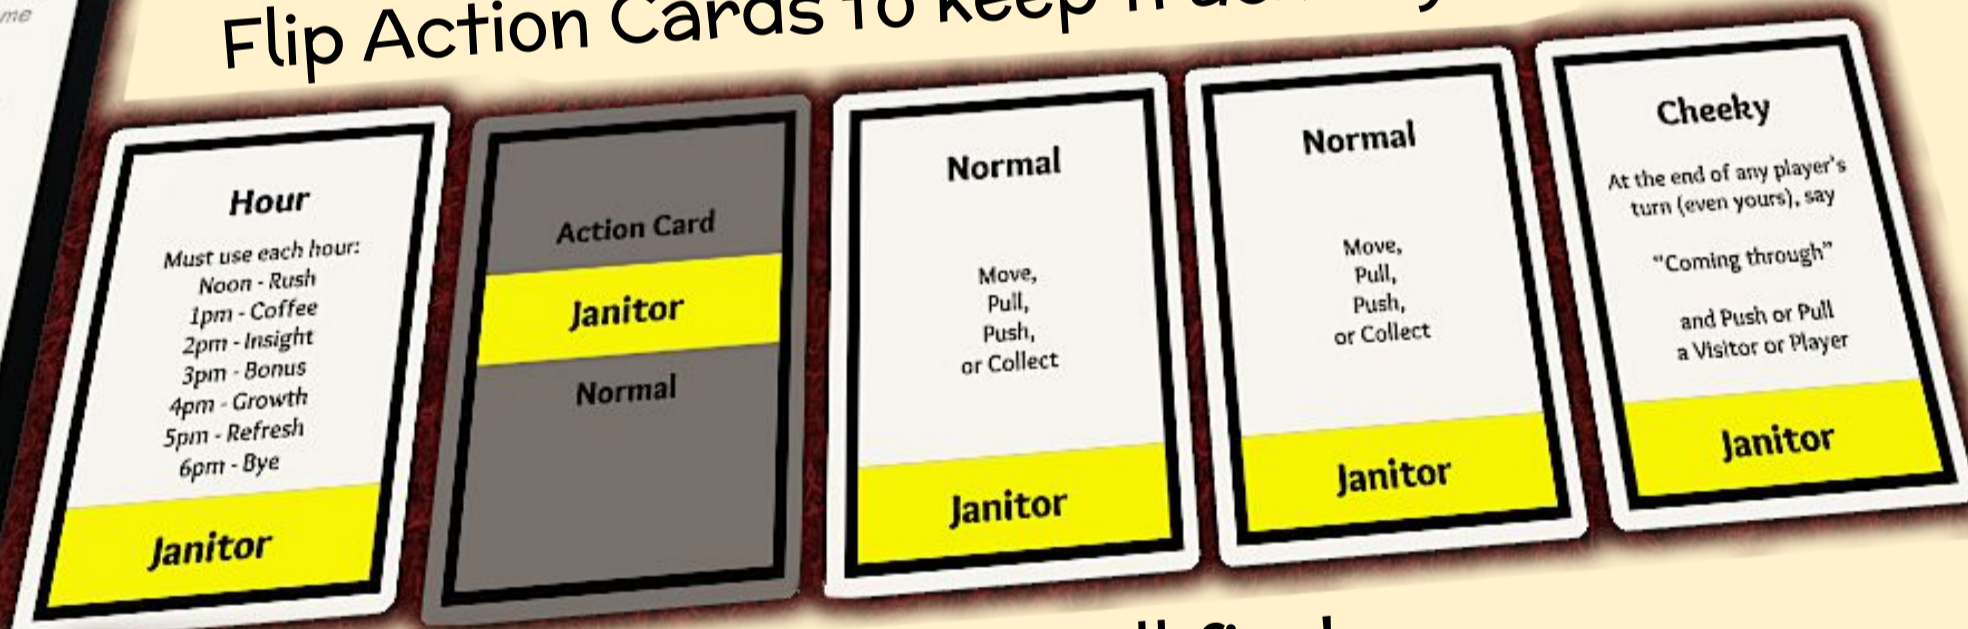 me
Flip Action Cards to keep
Hour
Must use each hour:
Noon - Rush
1pm - Coffee
2pm - Insight
3pm - Bonus
4pm - Growth
5pm - Refresh
6pm - Bye
Janitor
Action Card
Janitor
Normal
Normal
Move,
Pull,
Push,
or Collect
Janitor
Normal
Move,
Pull,
Push,
or Collect
Janitor
Cheeky
At the end of any player's
turn (even yours), say
"Coming through"
and Push or Pull
a Visitor or Player
Janitor